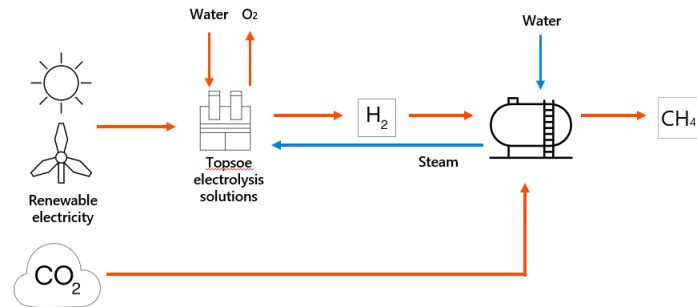 Water O₂
Water
H₂
CH₄
Steam
Topsoe
electrolysis
solutions
Renewable
electricity
CO₂